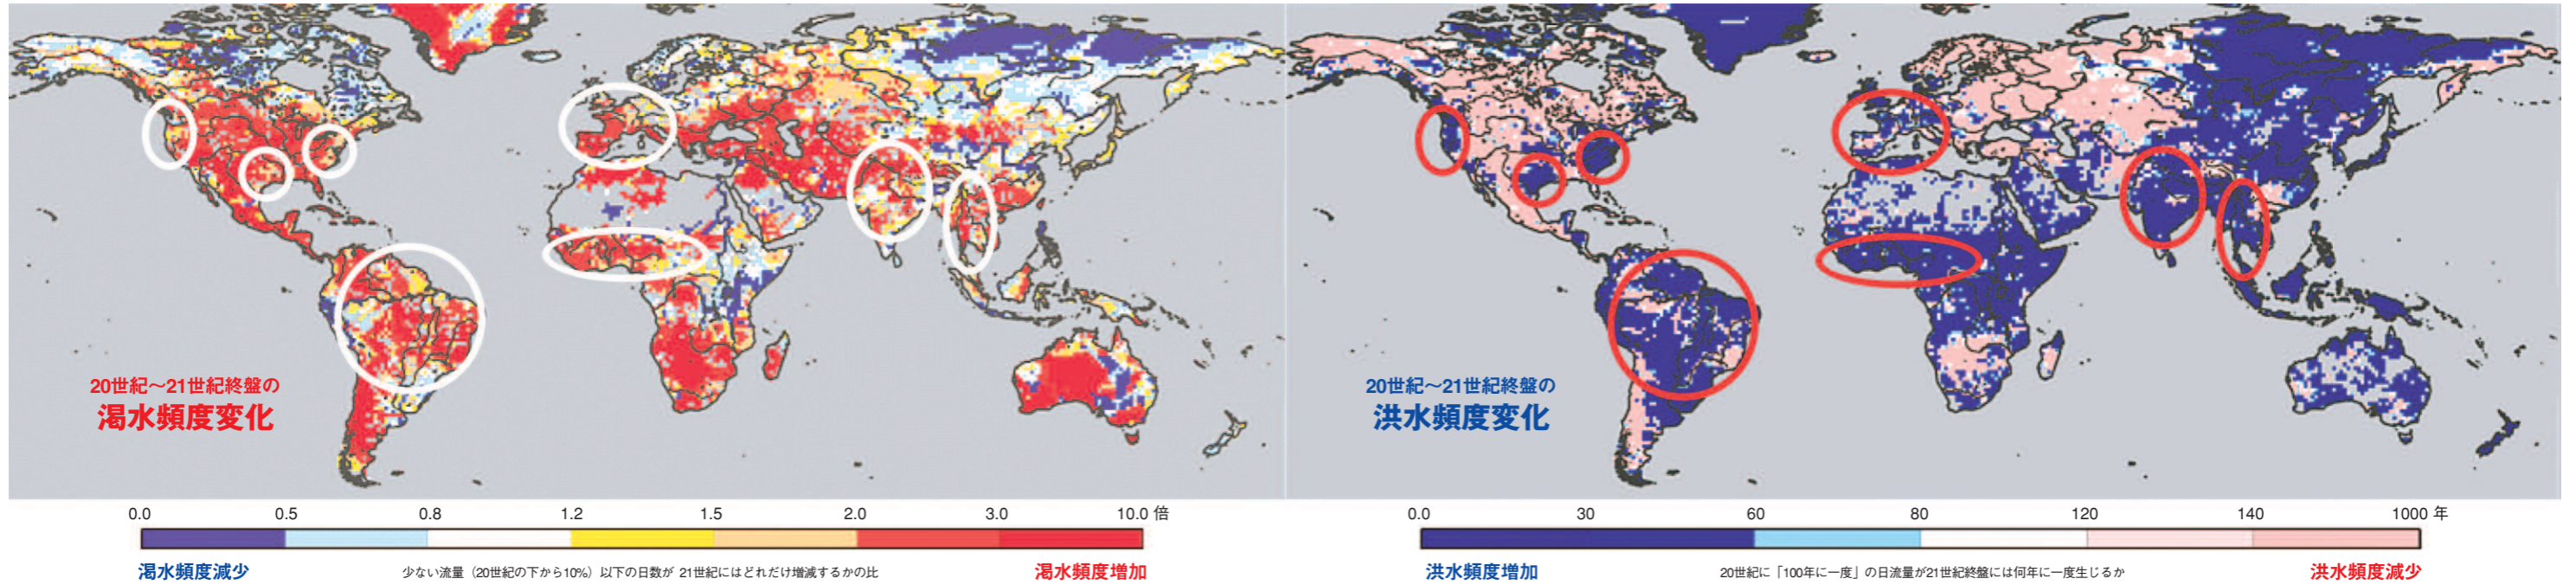 20世紀～21世紀終盤の
渇水頻度変化
0.0 0.5 0.8 1.2 1.5 2.0 3.0 10.0 倍
渇水頻度減少 少ない流量（20世紀の下から10%）以下の日数が 21世紀にはどれだけ増減するかの比 渇水頻度増加
20世紀～21世紀終盤の
洪水頻度変化
0.0 30 60 80 120 140 1000 年
洪水頻度増加 20世紀に「100年に一度」の日流量が21世紀終盤には何年に一度生じるか 洪水頻度減少